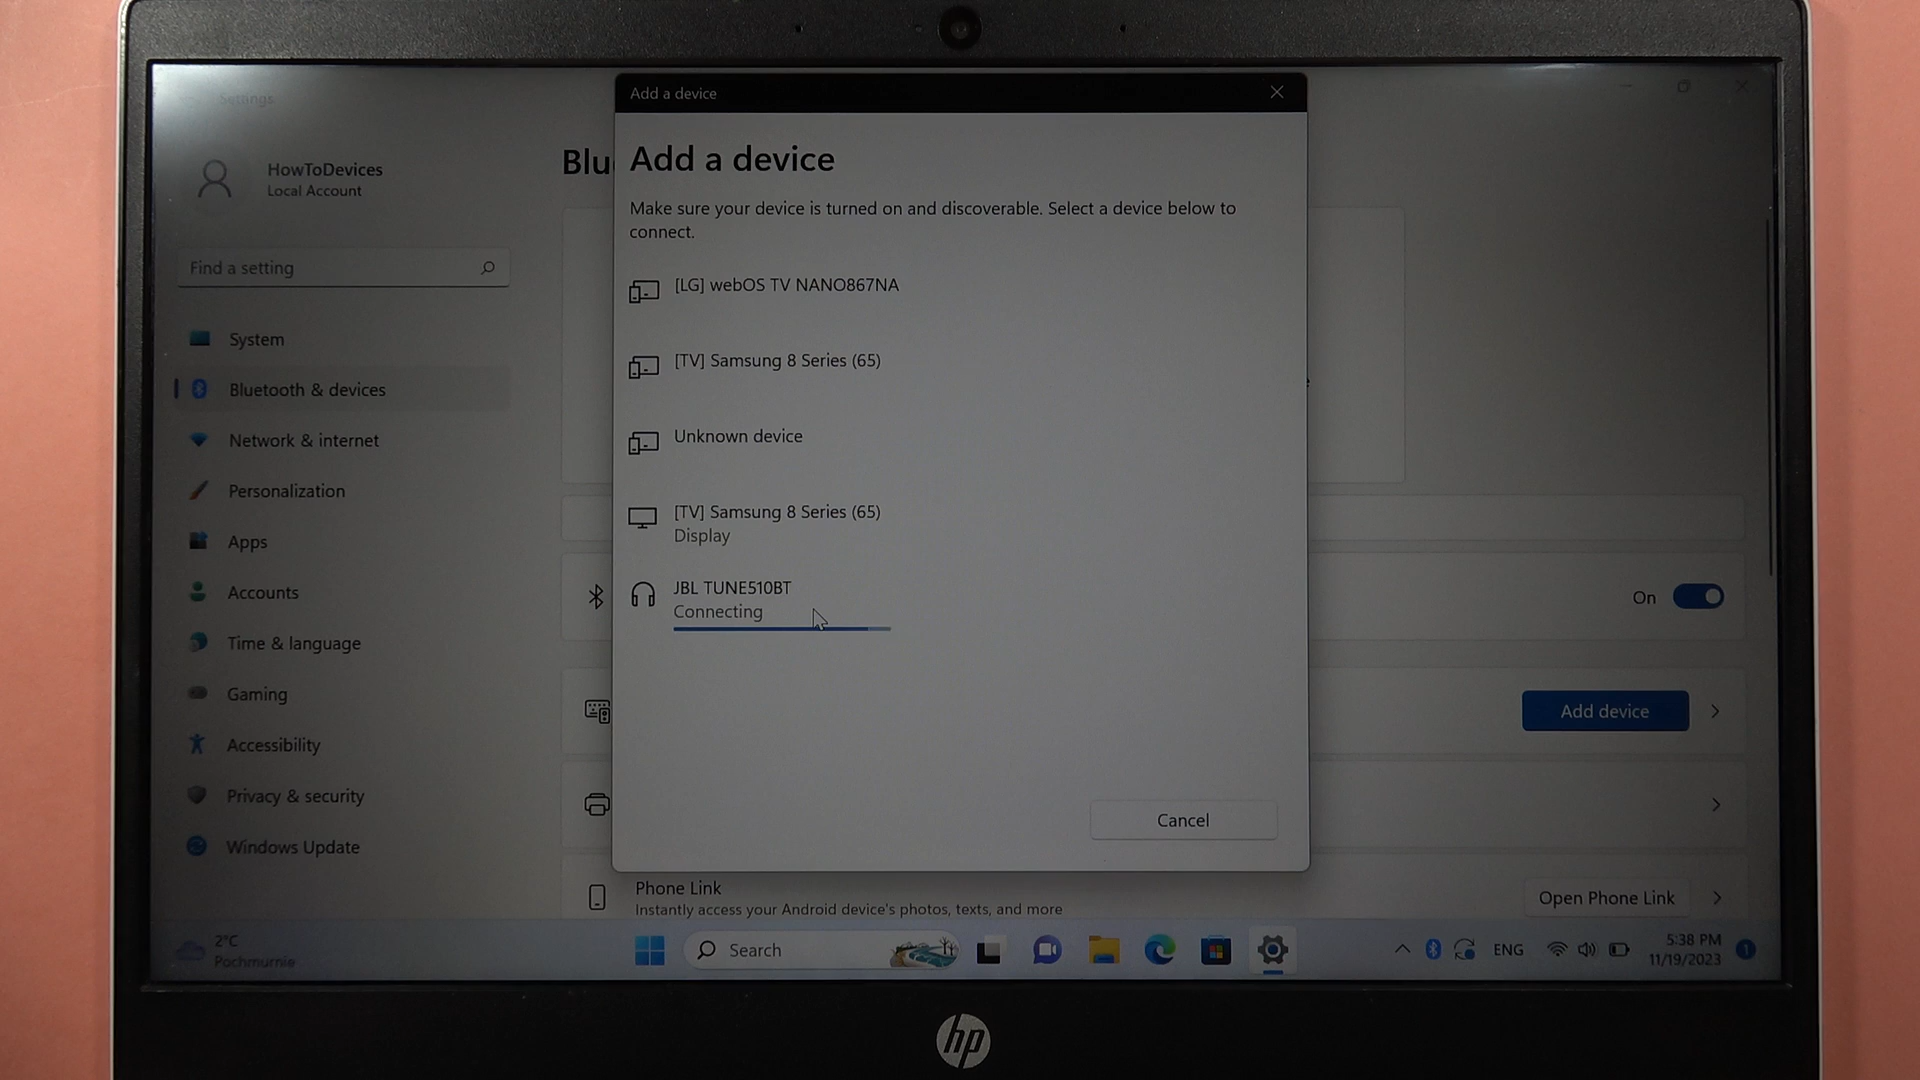 Settings
HowToDevices
Local Account
Find a setting
System
Bluetooth & devices
Network & internet
Personalization
Apps
Accounts
Time & language
Gaming
Accessibility
Privacy & security
Windows Update
Blu
Add a device
Add a device
Make sure your device is turned on and discoverable. Select a device below to
connect.
[LG] webOS TV NANO867NA
[TV] Samsung 8 Series (65)
Unknown device
[TV] Samsung 8 Series (65)
Display
JBL TUNE510BT
Connecting
Cancel
On
Add device
Phone Link
Instantly access your Android device's photos, texts, and more
Open Phone Link
2°C
Pochmurnie
Search
ENG
5:38 PM
11/19/2023
1
hp